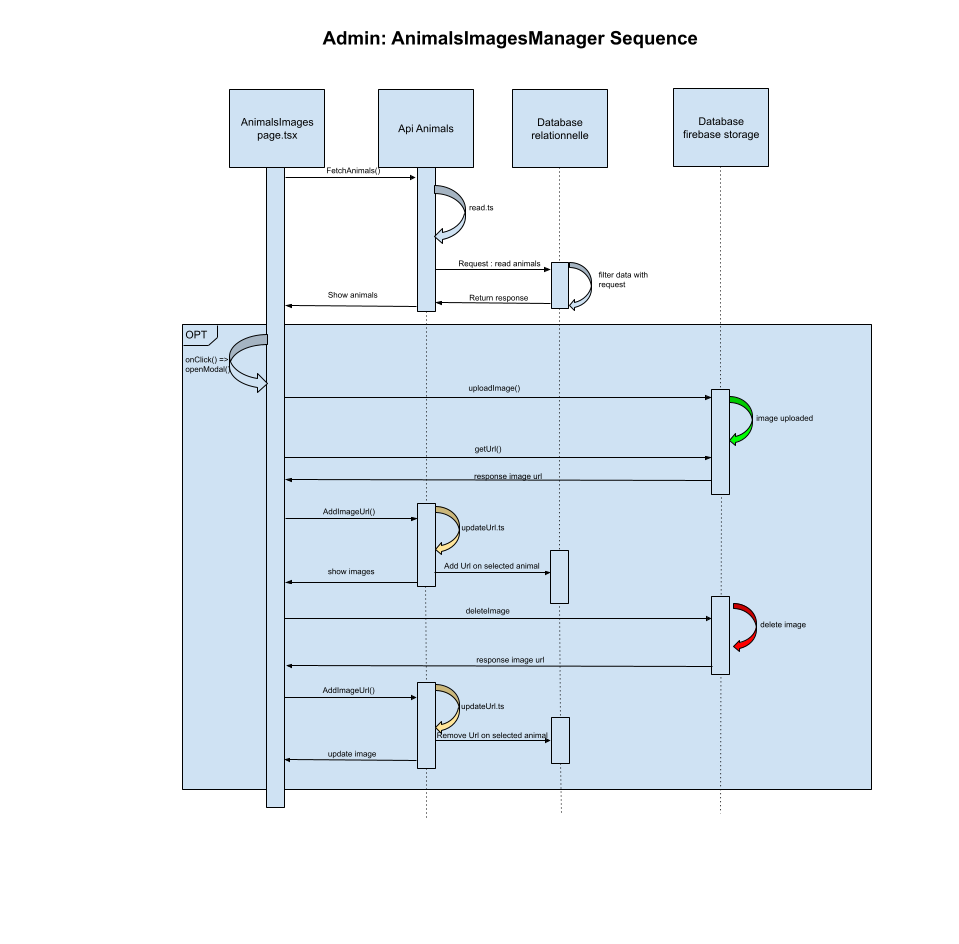 Admin: AnimalsImagesManager Sequence
AnimalsImages
page.tsx
Api Animals
Database
relationnelle
Database
firebase storage
FetchAnimals()
read.ts
Request : read animals
filter data with
request
Show animals
Return response
OPT
onClick() =>
openModal()
uploadImage()
image uploaded
getUrl()
response image url
AddImageUrl()
updateUrl.ts
show images
Add Url on selected animal
deleteImage
delete image
response image url
AddImageUrl()
updateUrl.ts
Remove Url on selected animal
update image